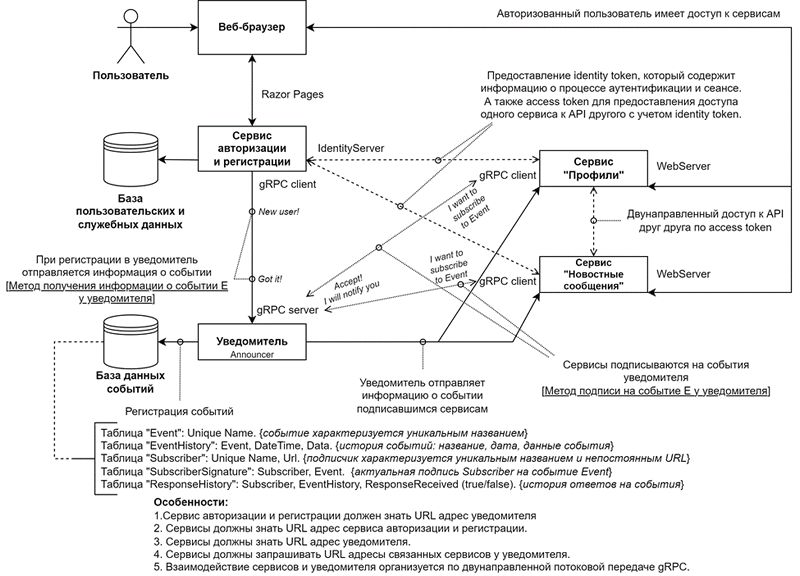 Авторизованный пользователь имеет доступ к сервисам
Веб-браузер
Пользователь
Razor Pages
Предоставление identity token, который содержит
информацию о процессе аутентификации и сеансе.
А также access token для предоставления доступа
одного сервиса к API другого с учетом identity token.
Сервис
авторизации
и регистрации
IdentityServer
gRPC client
База
пользовательских и
служебных данных
New user!
Got it!
gRPC client
Сервис
"Профили"
WebServer
I want to
subscribe
to Event
Двунаправленный доступ к API
друг друга по access token
При регистрации в уведомитель
отправляется информация о событии
[Метод получения информации о событии E
у уведомителя]
I want to
subscribe
to Event
gRPC client
Сервис
"Новостные
сообщения"
WebServer
Accept!
I will notify you
gRPC server
Уведомитель
Announcer
База данных
событий
Регистрация событий
Уведомитель отправляет
информацию о событии
подписавшимся сервисам
Сервисы подписываются на события
уведомителя
[Метод подписи на событие E у уведомителя]
Таблица "Event": Unique Name. {событие характеризуется уникальным названием}
Таблица "EventHistory": Event, DateTime, Data. {история событий: название, дата, данные события}
Таблица "Subscriber": Unique Name, Url. {подписчик характеризуется уникальным названием и непостоянным URL}
Таблица "SubscriberSignature": Subscriber, Event. {актуальная подпись Subscriber на событие Event}
Таблица "ResponseHistory": Subscriber, EventHistory, ResponseReceived (true/false). {история ответов на события}
Особенности:
1.Сервис авторизации и регистрации должен знать URL адрес уведомителя
2. Сервисы должны знать URL адрес сервиса авторизации и регистрации.
3. Сервисы должны знать URL адрес уведомителя.
4. Сервисы должны запрашивать URL адресы связанных сервисов у уведомителя.
5. Взаимодействие сервисов и уведомителя организуется по двунаправленной потоковой передаче gRPC.